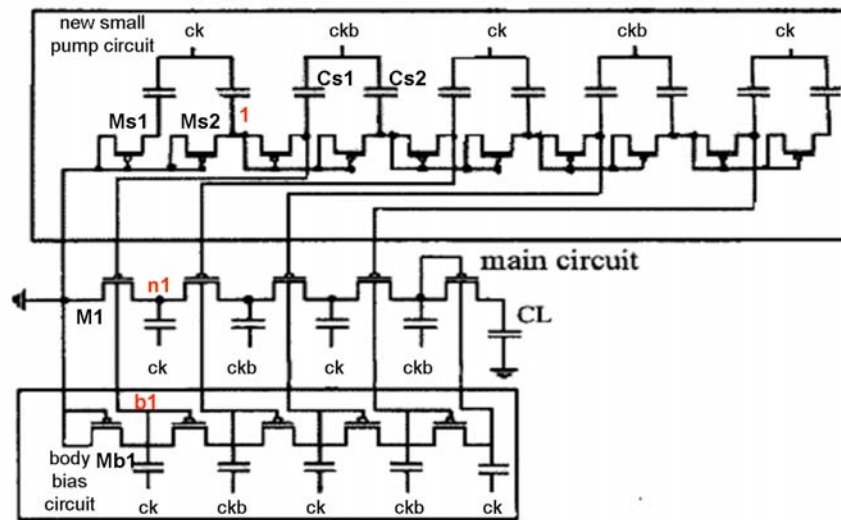 new small
pump circuit
ck
ckb
ck
ckb
ck
Cs1
Cs2
1
Ms1
Ms2
main circuit
n1
M1
CL
ck
ckb
ck
ckb
b1
Mb1
body
bias
circuit
ck
ckb
ck
ckb
ck